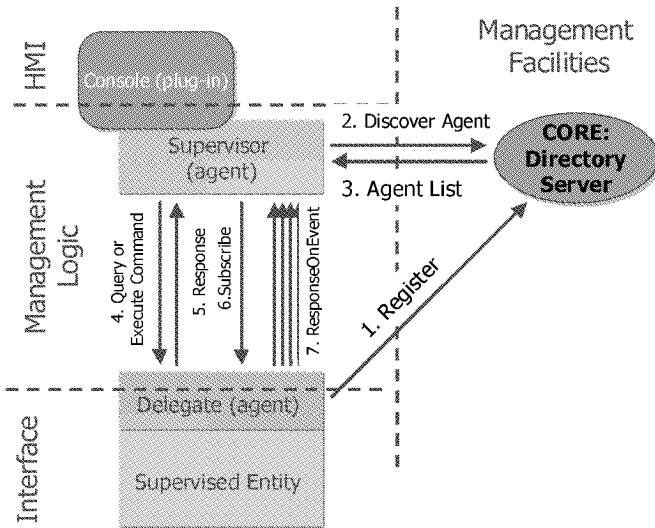 Management
Facilities
HMI
Console (plug-in)
2. Discover Agent
CORE:
Directory
Server
Supervisor
(agent)
3. Agent List
Management
Logic
4. Query or
Execute Command
5. Response
6.Subscribe
7. ResponseOnEvent
1. Register
Interface
Delegate (agent)
Supervised Entity